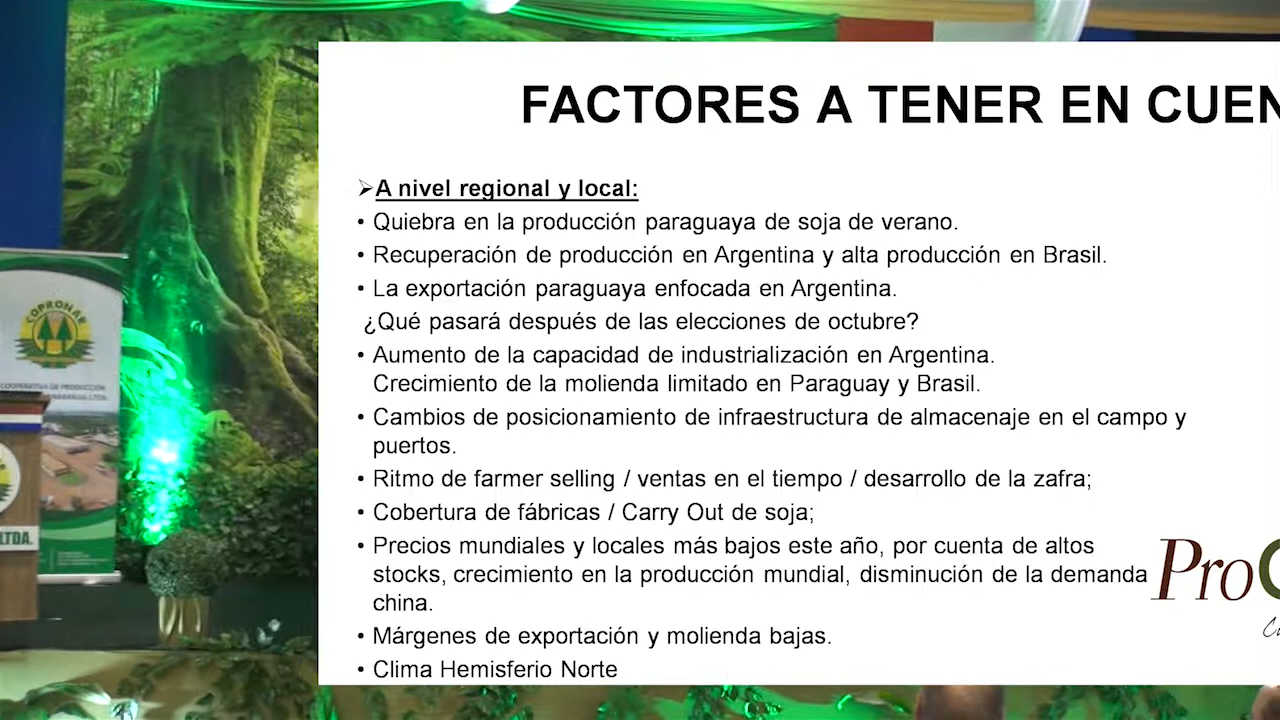 FACTORES A TENER EN CUEN
➢A nivel regional y local:
• Quiebra en la producción paraguaya de soja de verano.
• Recuperación de producción en Argentina y alta producción en Brasil.
• La exportación paraguaya enfocada en Argentina.
¿Qué pasará después de las elecciones de octubre?
• Aumento de la capacidad de industrialización en Argentina.
Crecimiento de la molienda limitado en Paraguay y Brasil.
• Cambios de posicionamiento de infraestructura de almacenaje en el campo y
puertos.
• Ritmo de farmer selling / ventas en el tiempo / desarrollo de la zafra;
• Cobertura de fábricas / Carry Out de soja;
• Precios mundiales y locales más bajos este año, por cuenta de altos
stocks, crecimiento en la producción mundial, disminución de la demanda
china.
• Márgenes de exportación y molienda bajas.
• Clima Hemisferio Norte
Pro
COPRONAR
COOPERATIVA DE PRODUCCIÓN
NARANJAL LTDA.
LTDA.